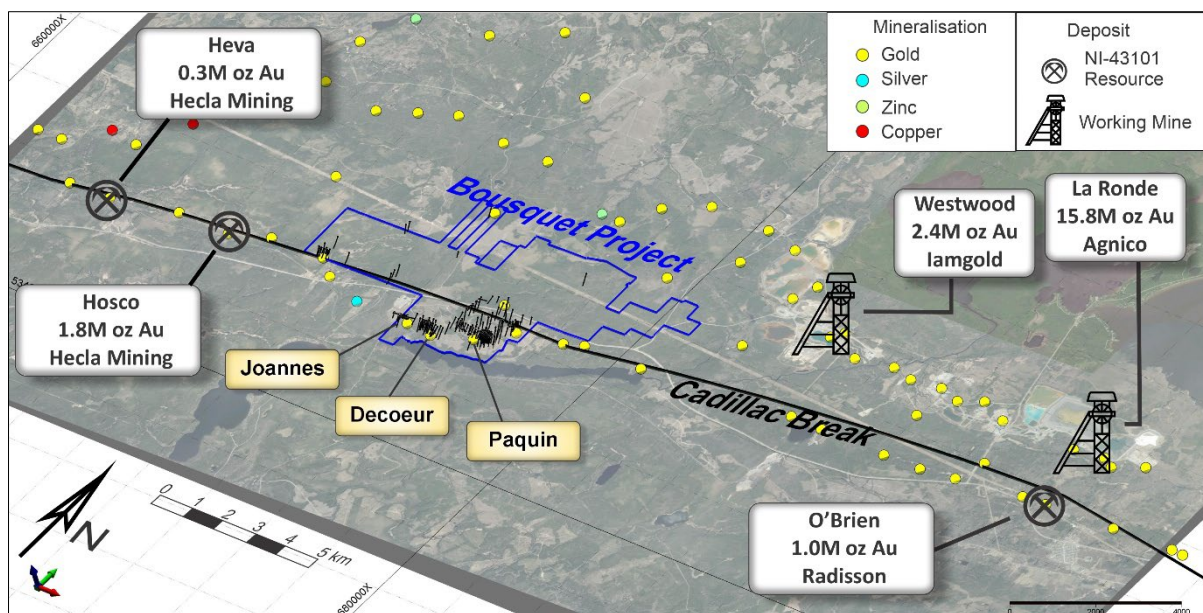 660000X
Heva
0.3M oz Au
Hecla Mining
Mineralisation
Gold
Silver
Zinc
Copper
Deposit
NI-43101
Resource
Working Mine
Westwood
2.4M oz Au
Iamgold
La Ronde
15.8M oz Au
Agnico
Bousquet Project
Hosco
1.8M oz Au
Hecla Mining
Joannes
Decoeur
Paquin
Cadillac Break
O'Brien
1.0M oz Au
Radisson
N
0 1 2 3 4 5 km
680000X
0 2000 4000